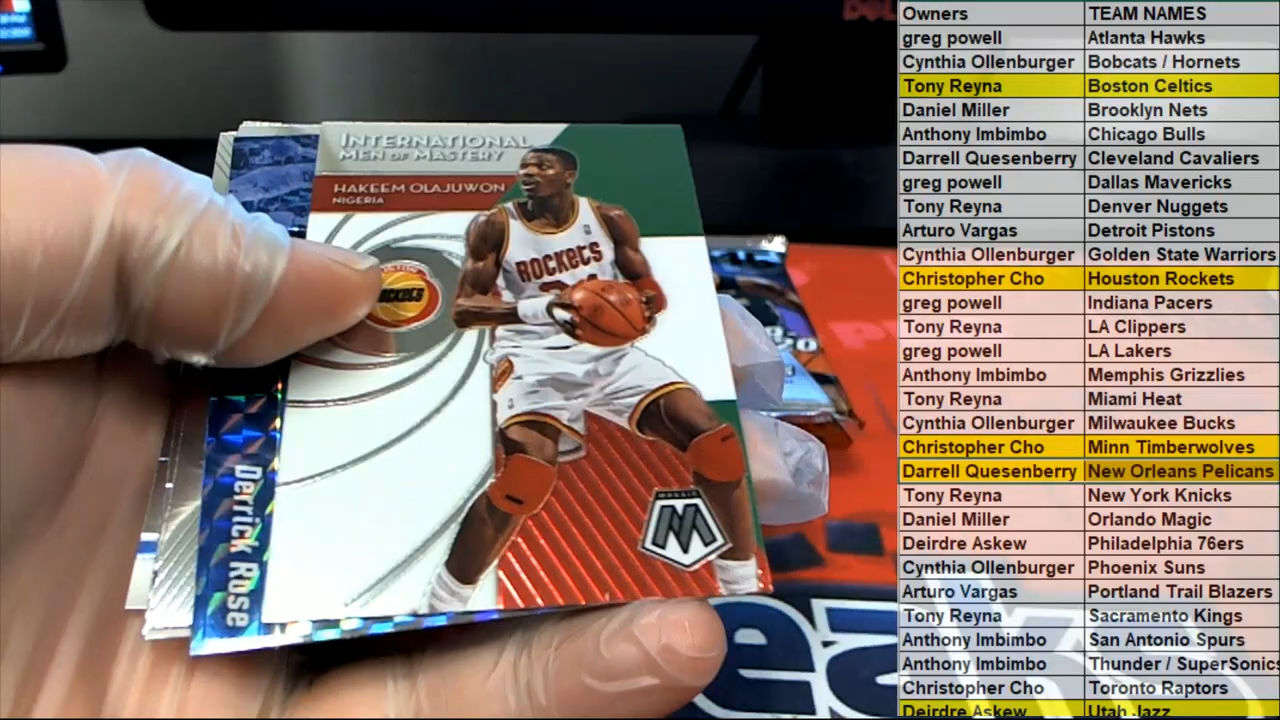 DELL
INTERNATIONAL
MEN OF MASTERY
HAKEEM OLAJUWON
NIGERIA
ROCKETS
ROCKETS
MOSAIC
M
Derrick Rose
ea
Owners TEAM NAMES
greg powell Atlanta Hawks
Cynthia Ollenburger Bobcats / Hornets
Tony Reyna Boston Celtics
Daniel Miller Brooklyn Nets
Anthony Imbimbo Chicago Bulls
Darrell Quesenberry Cleveland Cavaliers
greg powell Dallas Mavericks
Tony Reyna Denver Nuggets
Arturo Vargas Detroit Pistons
Cynthia Ollenburger Golden State Warriors
Christopher Cho Houston Rockets
greg powell Indiana Pacers
Tony Reyna LA Clippers
greg powell LA Lakers
Anthony Imbimbo Memphis Grizzlies
Tony Reyna Miami Heat
Cynthia Ollenburger Milwaukee Bucks
Christopher Cho Minn Timberwolves
Darrell Quesenberry New Orleans Pelicans
Tony Reyna New York Knicks
Daniel Miller Orlando Magic
Deirdre Askew Philadelphia 76ers
Cynthia Ollenburger Phoenix Suns
Arturo Vargas Portland Trail Blazers
Tony Reyna Sacramento Kings
Anthony Imbimbo San Antonio Spurs
Anthony Imbimbo Thunder / SuperSonics
Christopher Cho Toronto Raptors
Deirdre Askew Utah Jazz